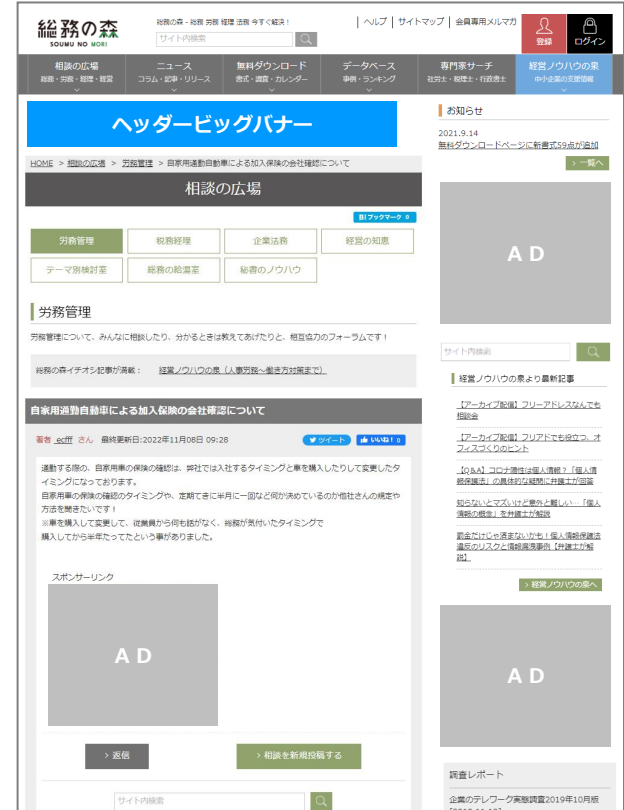 総務の森
SOUMU NO MORI
総務の森 - 総務 労務 経理 法務 今すぐ解決!
サイト内検索
ヘルプ
サイトマップ
会員専用メルマガ
登録
ログイン
相談の広場
総務・労務・経理・経営
ニュース
コラム・記事・リリース
無料ダウンロード
書式・調査・カレンダー
データベース
事例・ランキング
専門家サーチ
社労士・税理士・行政書士
経営ノウハウの泉
中小企業の支援情報
ヘッダービッグバナー
HOME > 相談の広場 > 労務管理 > 自家用通勤自動車による加入保険の会社確認について
相談の広場
B!ブックマーク 0
労務管理
税務経理
企業法務
経営の知恵
テーマ別検討室
総務の給湯室
秘書のノウハウ
労務管理
労務管理について、みんなに相談したり、分かるときは教えてあげたりと、相互協力のフォーラムです!
総務の森イチオシ記事が満載: 経営ノウハウの泉(人事労務~働き方対策まで)
自家用通勤自動車による加入保険の会社確認について
著者 ecfff さん 最終更新日:2022年11月08日 09:28
ツイート
いいね! 0
通勤する際の、自家用車の保険の確認は、弊社では入社するタイミングと車を購入したりして変更したタ
イミングになっております。
自家用車の保険の確認のタイミングや、定期てきに半月に一回など何か決めているのか他社さんの規定や
方法を聞きたいです!
※車を購入して変更して、従業員から何も話がなく、総務が気付いたタイミングで
購入してから半年たってたという事がありました。
スポンサーリンク
AD
> 返信
> 相談を新規投稿する
サイト内検索
お知らせ
2021.9.14
無料ダウンロードページに新書式59点が追加
> 一覧へ
AD
サイト内検索
経営ノウハウの泉より最新記事
【アーカイブ配信】フリーアドレスなんでも
相談会
【アーカイブ配信】フリアドでも役立つ、オ
フィスづくりのヒント
【Q&A】コロナ陽性は個人情報?「個人情
報保護法」の具体的な疑問に弁護士が回答
知らないとマズいけど意外と難しい…「個人
情報の概念」を弁護士が解説
罰金だけじゃ済まないかも!個人情報保護法
違反のリスクと情報漏洩事例【弁護士が解
説】
> 経営ノウハウの泉へ
AD
調査レポート
企業のテレワーク実態調査2019年10月版